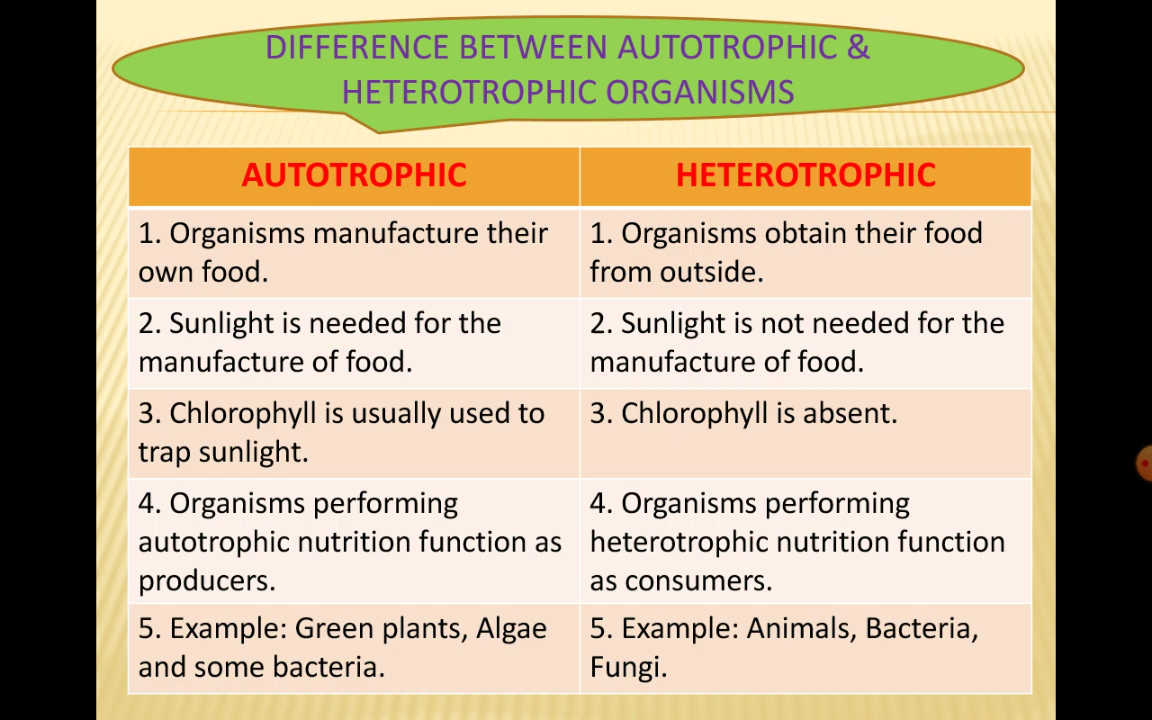 DIFFERENCE BETWEEN AUTOTROPHIC &
HETEROTROPHIC ORGANISMS
AUTOTROPHIC
HETEROTROPHIC
1. Organisms manufacture their
own food.
1. Organisms obtain their food
from outside.
2. Sunlight is needed for the
manufacture of food.
2. Sunlight is not needed for the
manufacture of food.
3. Chlorophyll is usually used to
trap sunlight.
3. Chlorophyll is absent.
4. Organisms performing
autotrophic nutrition function as
producers.
4. Organisms performing
heterotrophic nutrition function
as consumers.
5. Example: Green plants, Algae
and some bacteria.
5. Example: Animals, Bacteria,
Fungi.